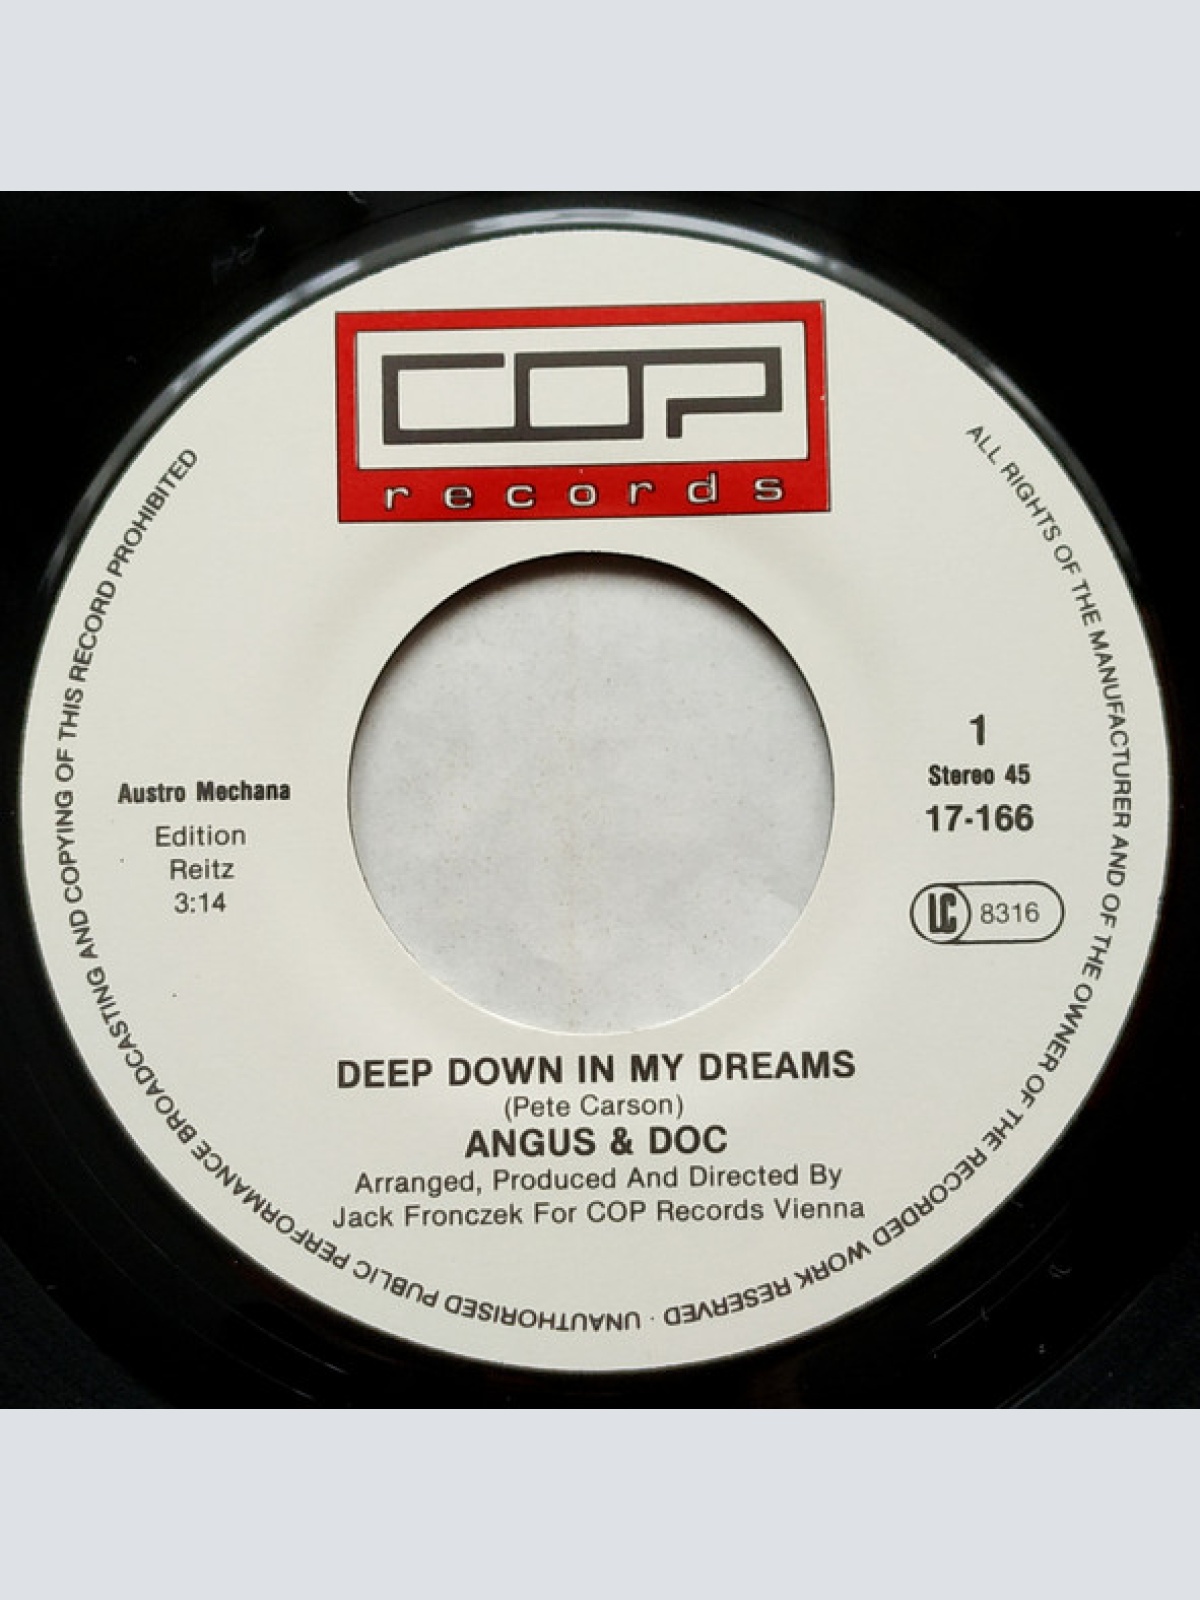 COP
records
ALL RIGHTS OF THE MANUFACTURER AND OF THE OWNER OF THE RECORDED WORK RESERVED · UNAUTHORISED PUBLIC PERFORMANCE BROADCASTING AND COPYING OF THIS RECORD PROHIBITED
Austro Mechana
Edition
Reitz
3:14
1
Stereo 45
17-166
LC 8316
DEEP DOWN IN MY DREAMS
(Pete Carson)
ANGUS & DOC
Arranged, Produced And Directed By
Jack Fronczek For COP Records Vienna